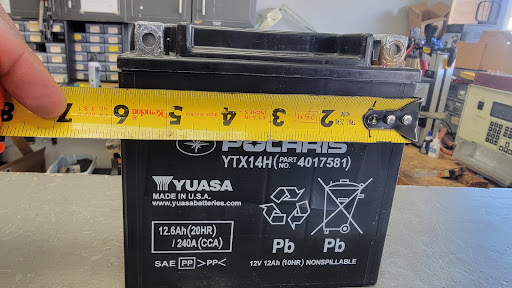 8 7 6 5 4 3 2
POLARIS
YTX14H (PART NO. 4017581)
YUASA
MADE IN U.S.A.
www.yuasabatteries.com
12.6Ah (20HR)
/ 240A (CCA)
Pb Pb
SAE PP >PP<
12V 12Ah (10HR) NONSPILLABLE